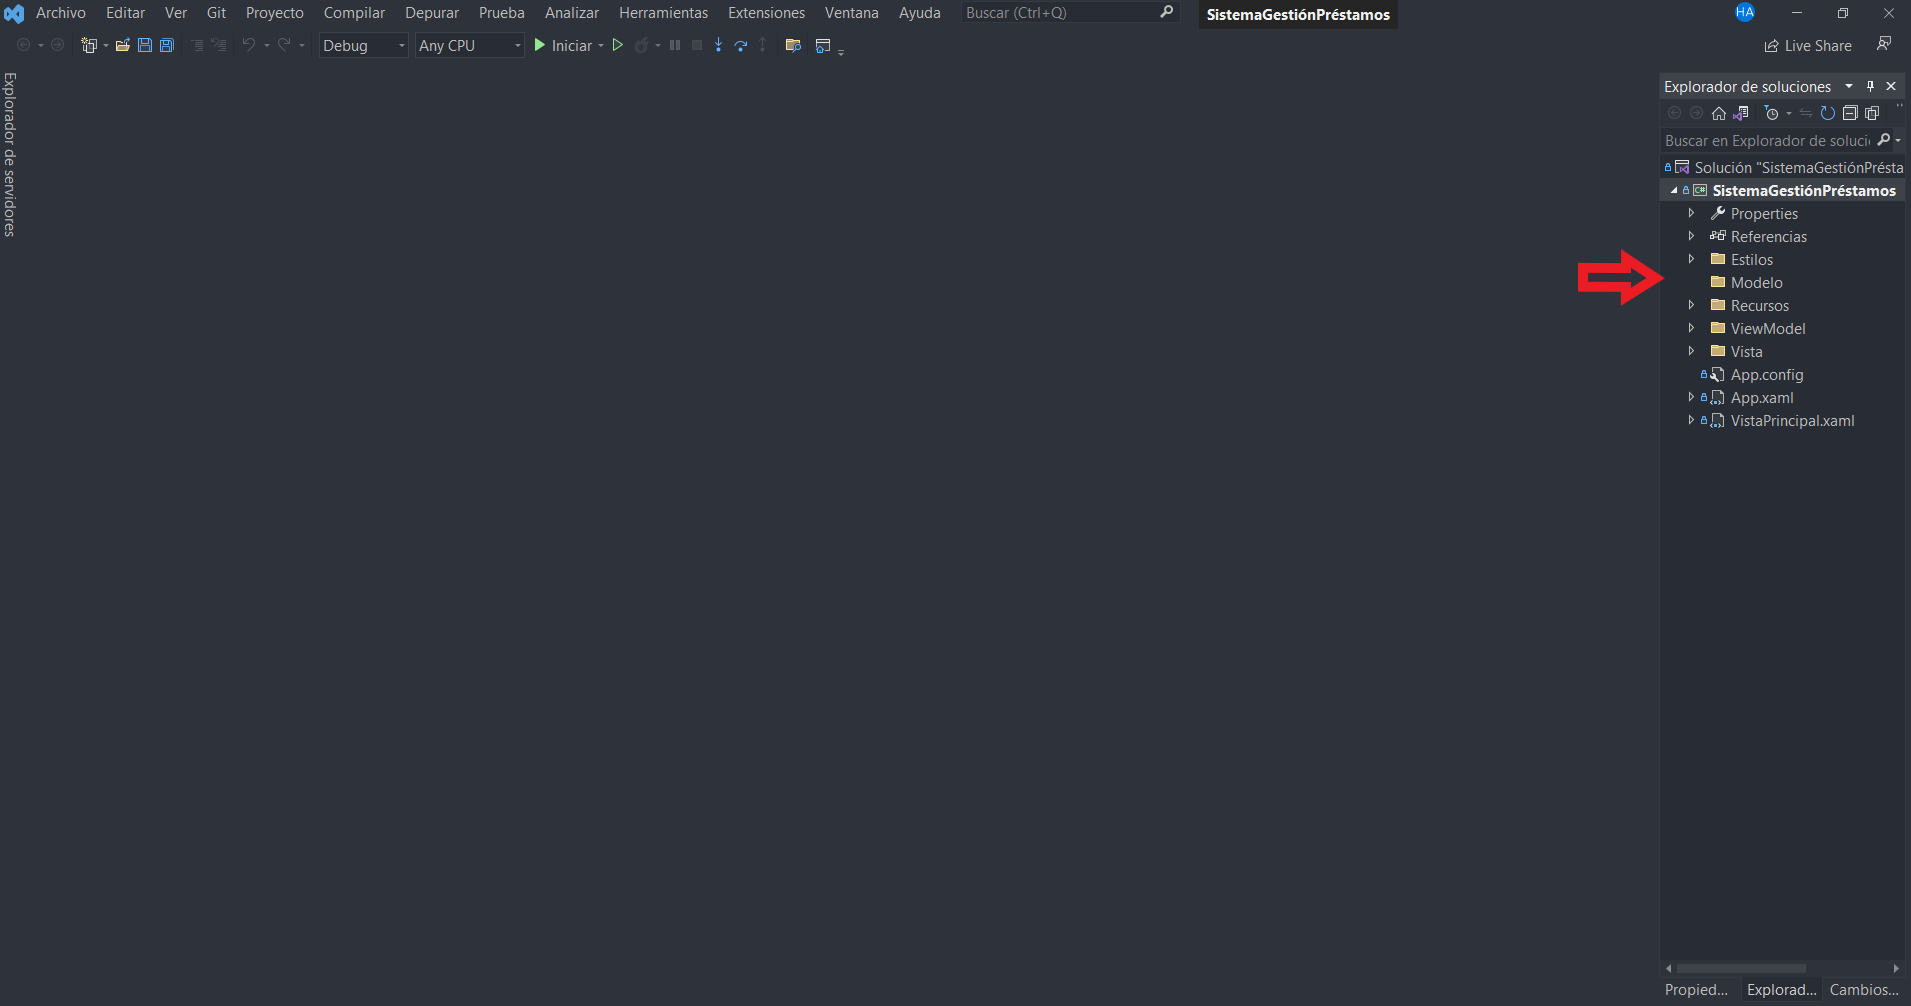 Archivo Editar Ver Git Proyecto Compilar Depurar Prueba Analizar Herramientas Extensiones Ventana Ayuda Buscar (Ctrl+Q) SistemaGestiónPréstamos HA
Debug Any CPU Iniciar Live Share
Explorador de servidores
Explorador de soluciones
Buscar en Explorador de soluci
Solución "SistemaGestiónPrésta
C# SistemaGestiónPréstamos
Properties
Referencias
Estilos
Modelo
Recursos
ViewModel
Vista
App.config
App.xaml
VistaPrincipal.xaml
Propied... Explorad... Cambios...